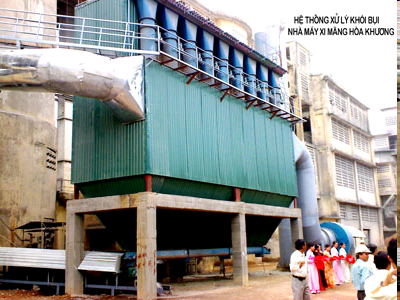 HỆ THỐNG XỬ LÝ KHÓI BỤI
NHÀ MÁY XI MĂNG HÒA KHƯƠNG